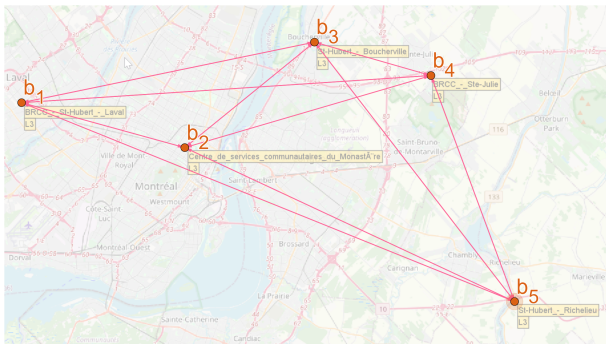 b3
Boucherville
St-Hubert_-_Boucherville
L3
b4
BRCC_-_Ste-Julie
L3
Laval
b1
BRCC_-_St-Hubert_-_Laval
L3
Beloeil
Otterburn
Park
b2
Centre_de_services_communautaires_du_MonastÃ¨re
L3
Ville de Mont
Royal
Saint-Bruno
Montarville
116
Montréal
Westmount
Saint-Lambert
Côte-Saint
Luc
Montréal-Ouest
Dorval
Brossard
Chambly
Richelieu
Carignan
Marieville
b5
St-Hubert_-_Richelieu
L3
La Prairie
10
Sainte Catherine
Candiac